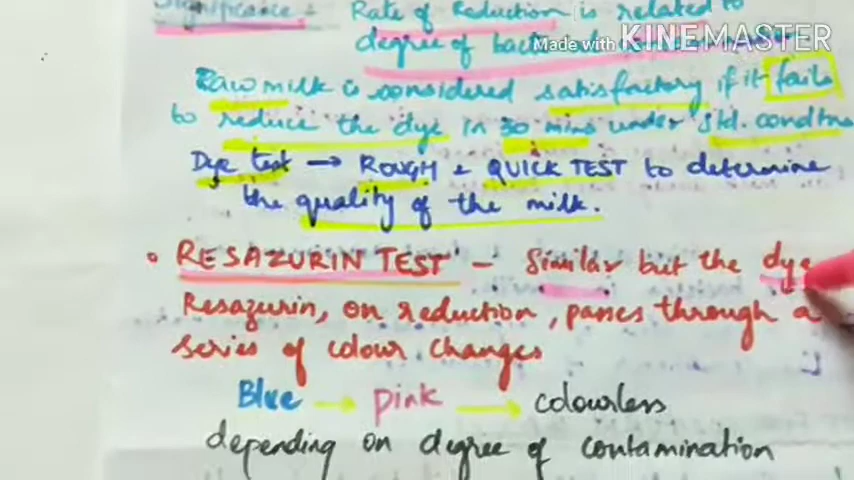 Significance : Rate of Reduction is related to
degree of
Made with KINEMASTER
Raw milk is considered satisfactory if it fails
to reduce the dye in 30 mins under Std. condtns
Dye test → ROUGH & QUICK TEST to determine
the quality of the milk.
• RESAZURIN TEST - Similar but the dye
Resazurin, on reduction, passes through a
series of colour changes
Blue → pink → colourless
depending on degree of contamination